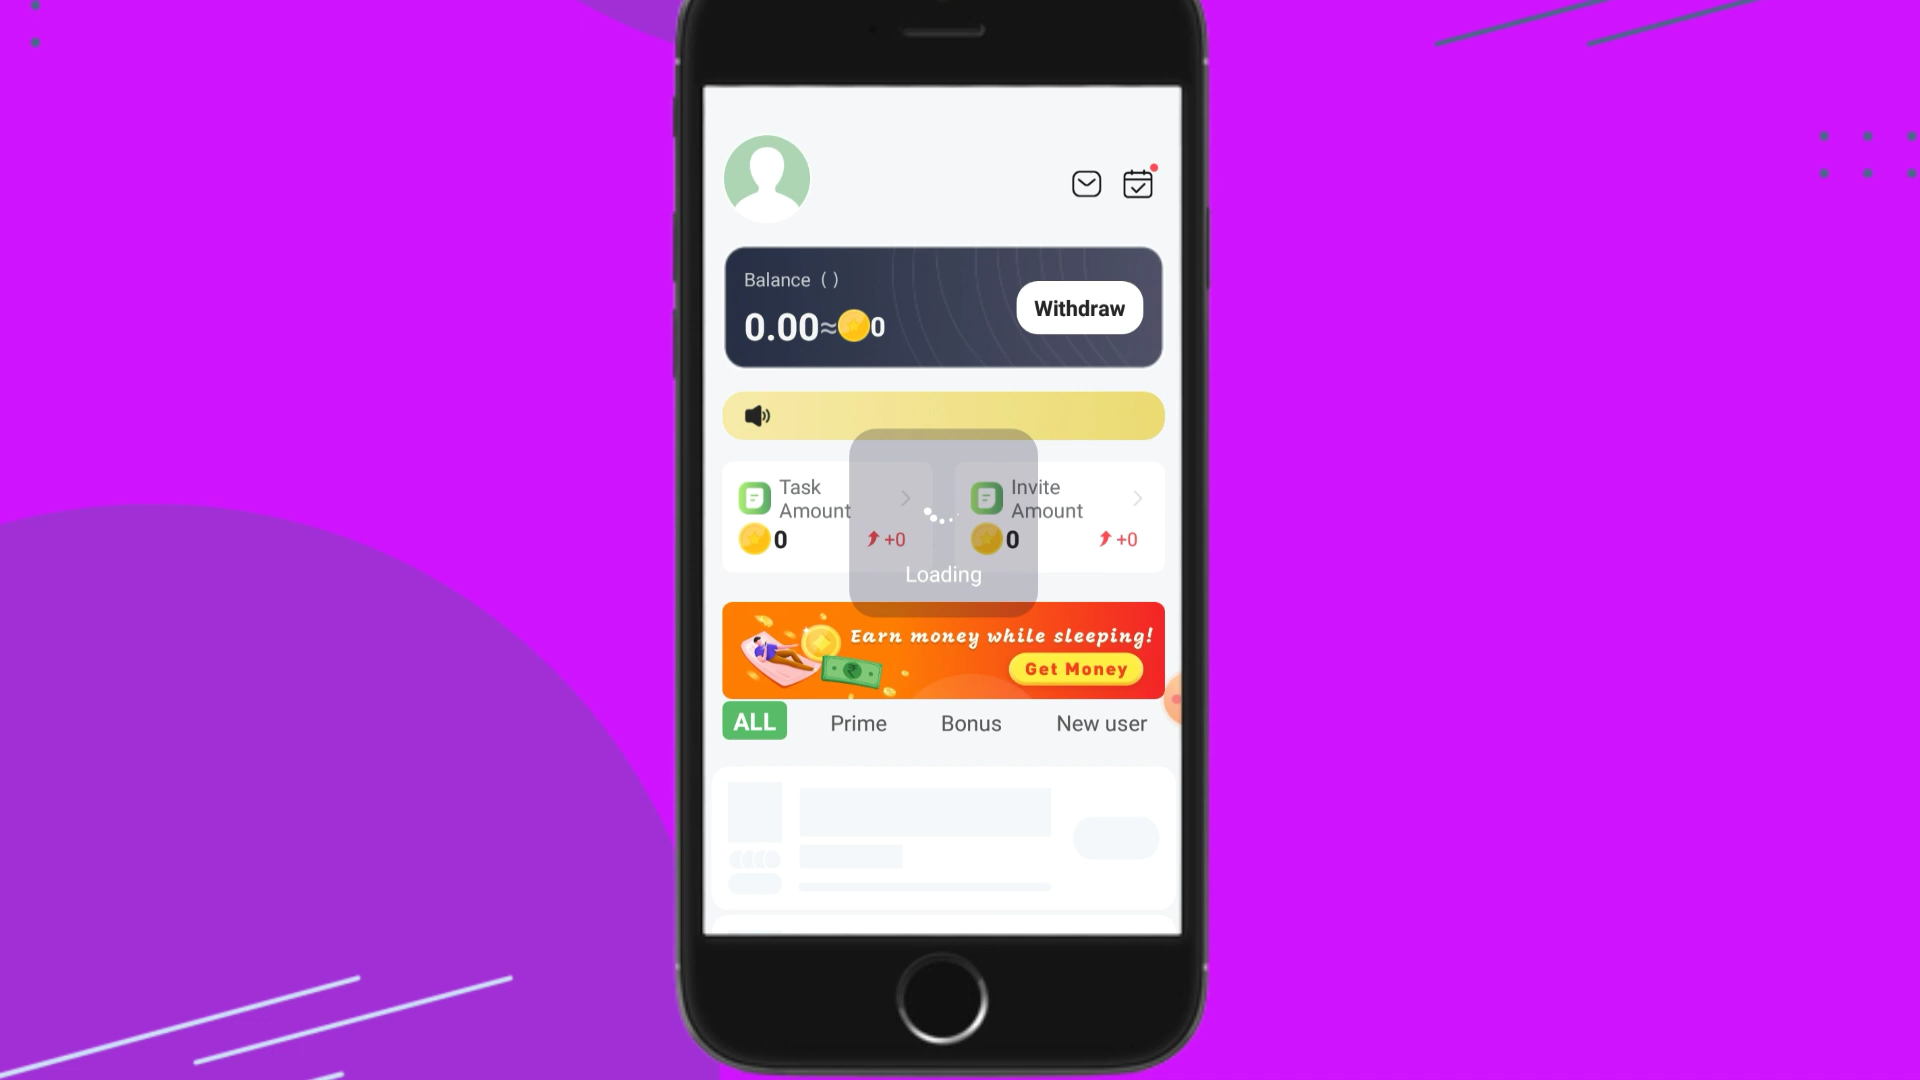 Balance ( )
0.00≈0
Withdraw
Task
Amount
0
+0
Invite
Amount
0
+0
Loading
Earn money while sleeping!
Get Money
ALL
Prime
Bonus
New user